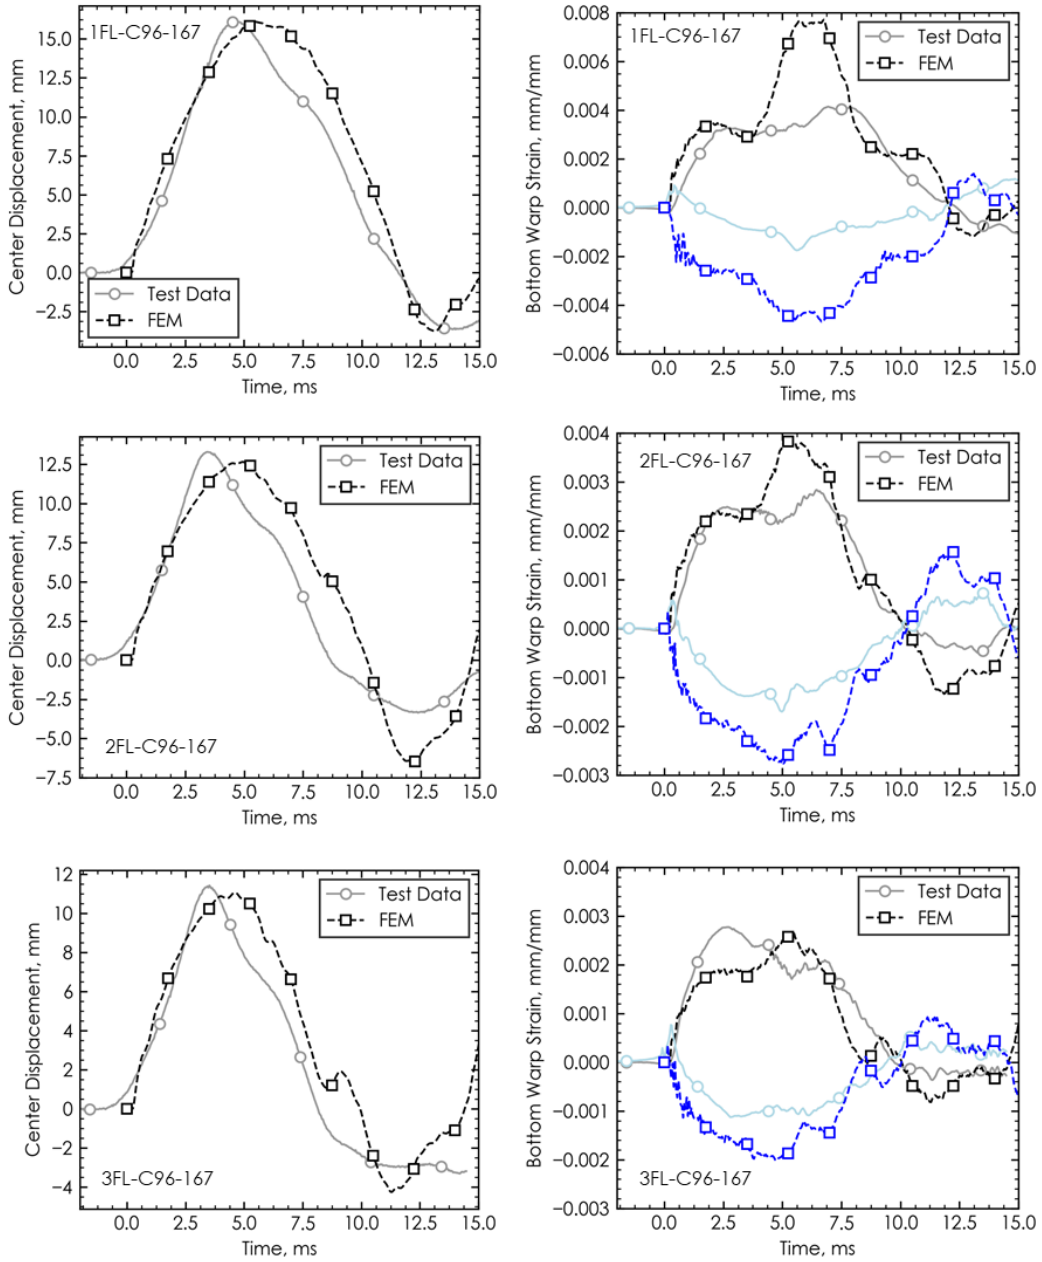 1FL-C96-167
Center Displacement, mm
15.0
12.5
10.0
7.5
5.0
2.5
0.0
−2.5
Test Data
FEM
0.0 2.5 5.0 7.5 10.0 12.5 15.0
Time, ms
1FL-C96-167
Bottom Warp Strain, mm/mm
0.008
0.006
0.004
0.002
0.000
−0.002
−0.004
−0.006
Test Data
FEM
0.0 2.5 5.0 7.5 10.0 12.5 15.0
Time, ms
Center Displacement, mm
12.5
10.0
7.5
5.0
2.5
0.0
−2.5
−5.0
−7.5
Test Data
FEM
2FL-C96-167
0.0 2.5 5.0 7.5 10.0 12.5 15.0
Time, ms
2FL-C96-167
Bottom Warp Strain, mm/mm
0.004
0.003
0.002
0.001
0.000
−0.001
−0.002
−0.003
Test Data
FEM
0.0 2.5 5.0 7.5 10.0 12.5 15.0
Time, ms
Center Displacement, mm
12
10
8
6
4
2
0
−2
−4
Test Data
FEM
3FL-C96-167
0.0 2.5 5.0 7.5 10.0 12.5 15.0
Time, ms
Bottom Warp Strain, mm/mm
0.004
0.003
0.002
0.001
0.000
−0.001
−0.002
−0.003
Test Data
FEM
3FL-C96-167
0.0 2.5 5.0 7.5 10.0 12.5 15.0
Time, ms